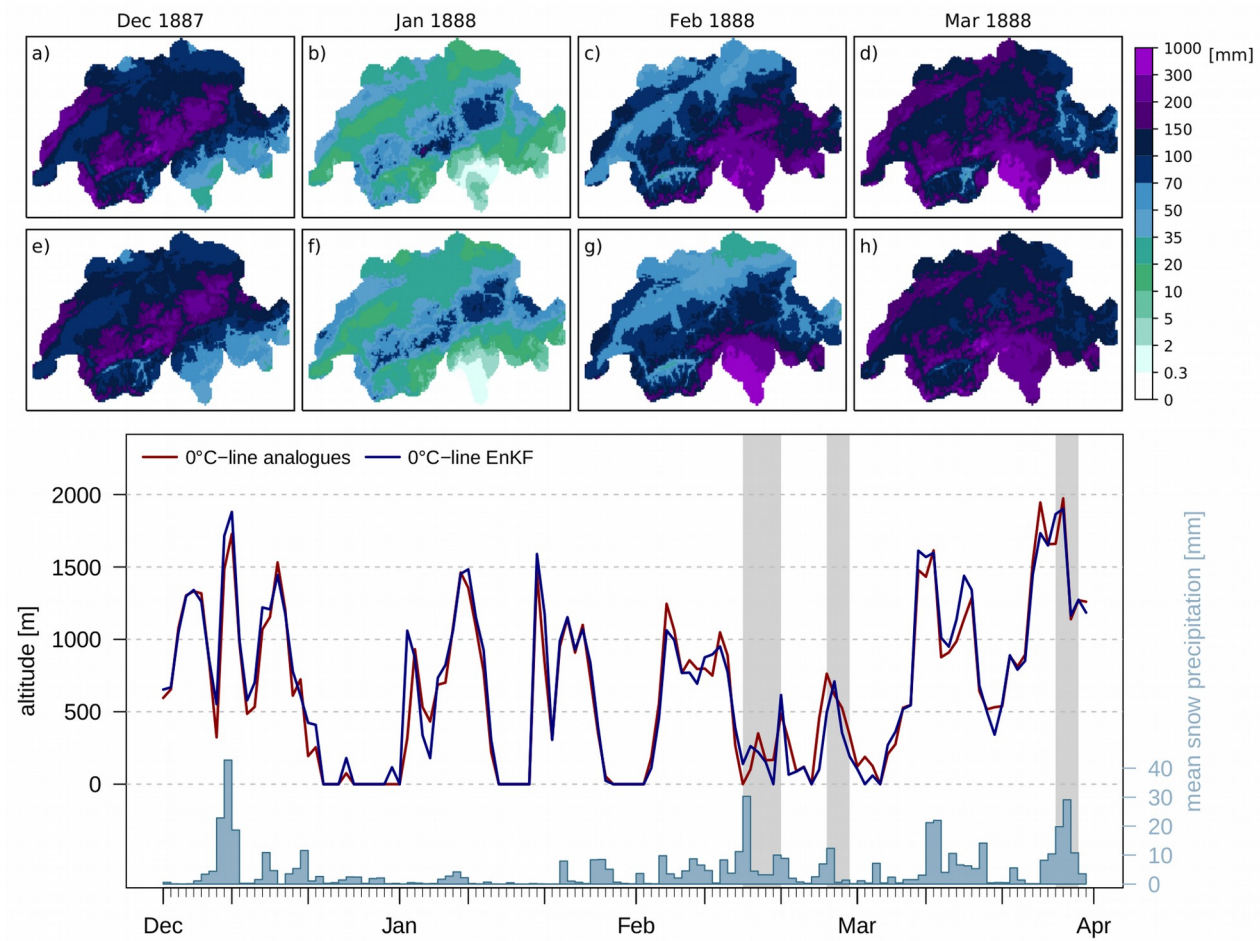 Dec 1887 Jan 1888 Feb 1888 Mar 1888
a) b) c) d)
1000 [mm]
300
200
150
100
70
50
35
20
10
5
2
0.3
0
e) f) g) h)
0°C−line analogues 0°C−line EnKF
2000
1500
1000
500
0
altitude [m]
40
30
20
10
0
mean snow precipitation [mm]
Dec Jan Feb Mar Apr